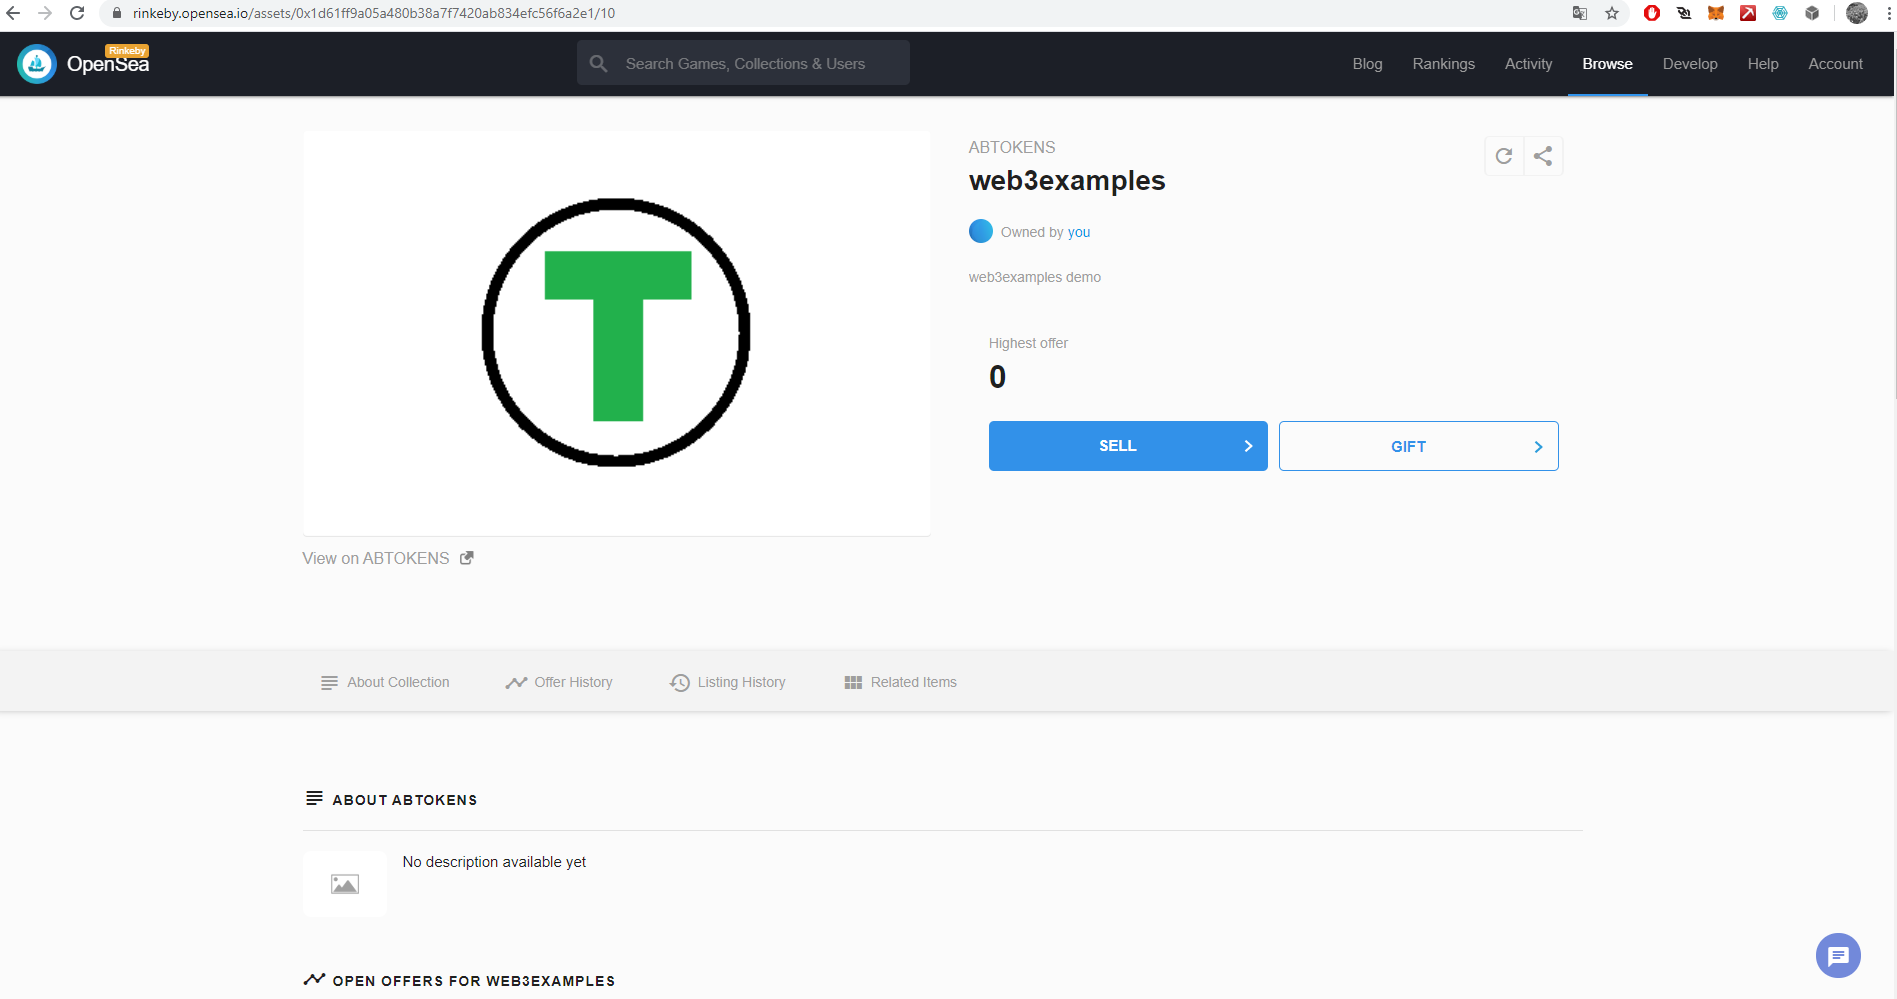 rinkeby.opensea.io/assets/0x1d61ff9a05a480b38a7f7420ab834efc56f6a2e1/10
Rinkeby
OpenSea
Search Games, Collections & Users
Blog Rankings Activity Browse Develop Help Account
T
ABTOKENS
web3examples
Owned by you
web3examples demo
Highest offer
0
SELL GIFT
View on ABTOKENS
About Collection Offer History Listing History Related Items
ABOUT ABTOKENS
No description available yet
OPEN OFFERS FOR WEB3EXAMPLES